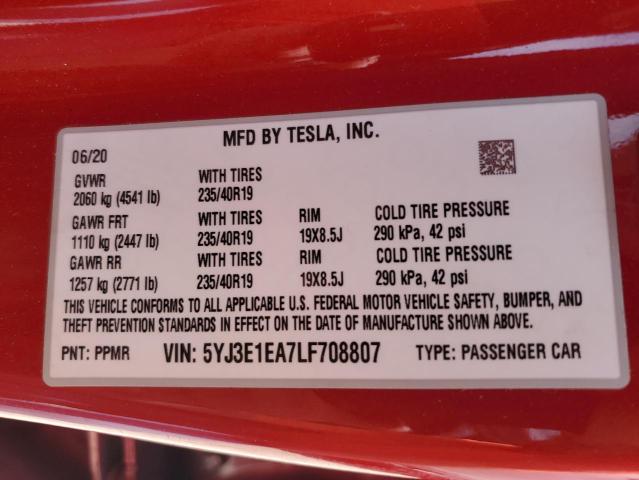 MFD BY TESLA, INC.
06/20
GVWR WITH TIRES
2060 kg (4541 lb) 235/40R19
GAWR FRT WITH TIRES RIM COLD TIRE PRESSURE
1110 kg (2447 lb) 235/40R19 19X8.5J 290 kPa, 42 psi
GAWR RR WITH TIRES RIM COLD TIRE PRESSURE
1257 kg (2771 lb) 235/40R19 19X8.5J 290 kPa, 42 psi
THIS VEHICLE CONFORMS TO ALL APPLICABLE U.S. FEDERAL MOTOR VEHICLE SAFETY, BUMPER, AND
THEFT PREVENTION STANDARDS IN EFFECT ON THE DATE OF MANUFACTURE SHOWN ABOVE.
PNT: PPMR VIN: 5YJ3E1EA7LF708807 TYPE: PASSENGER CAR